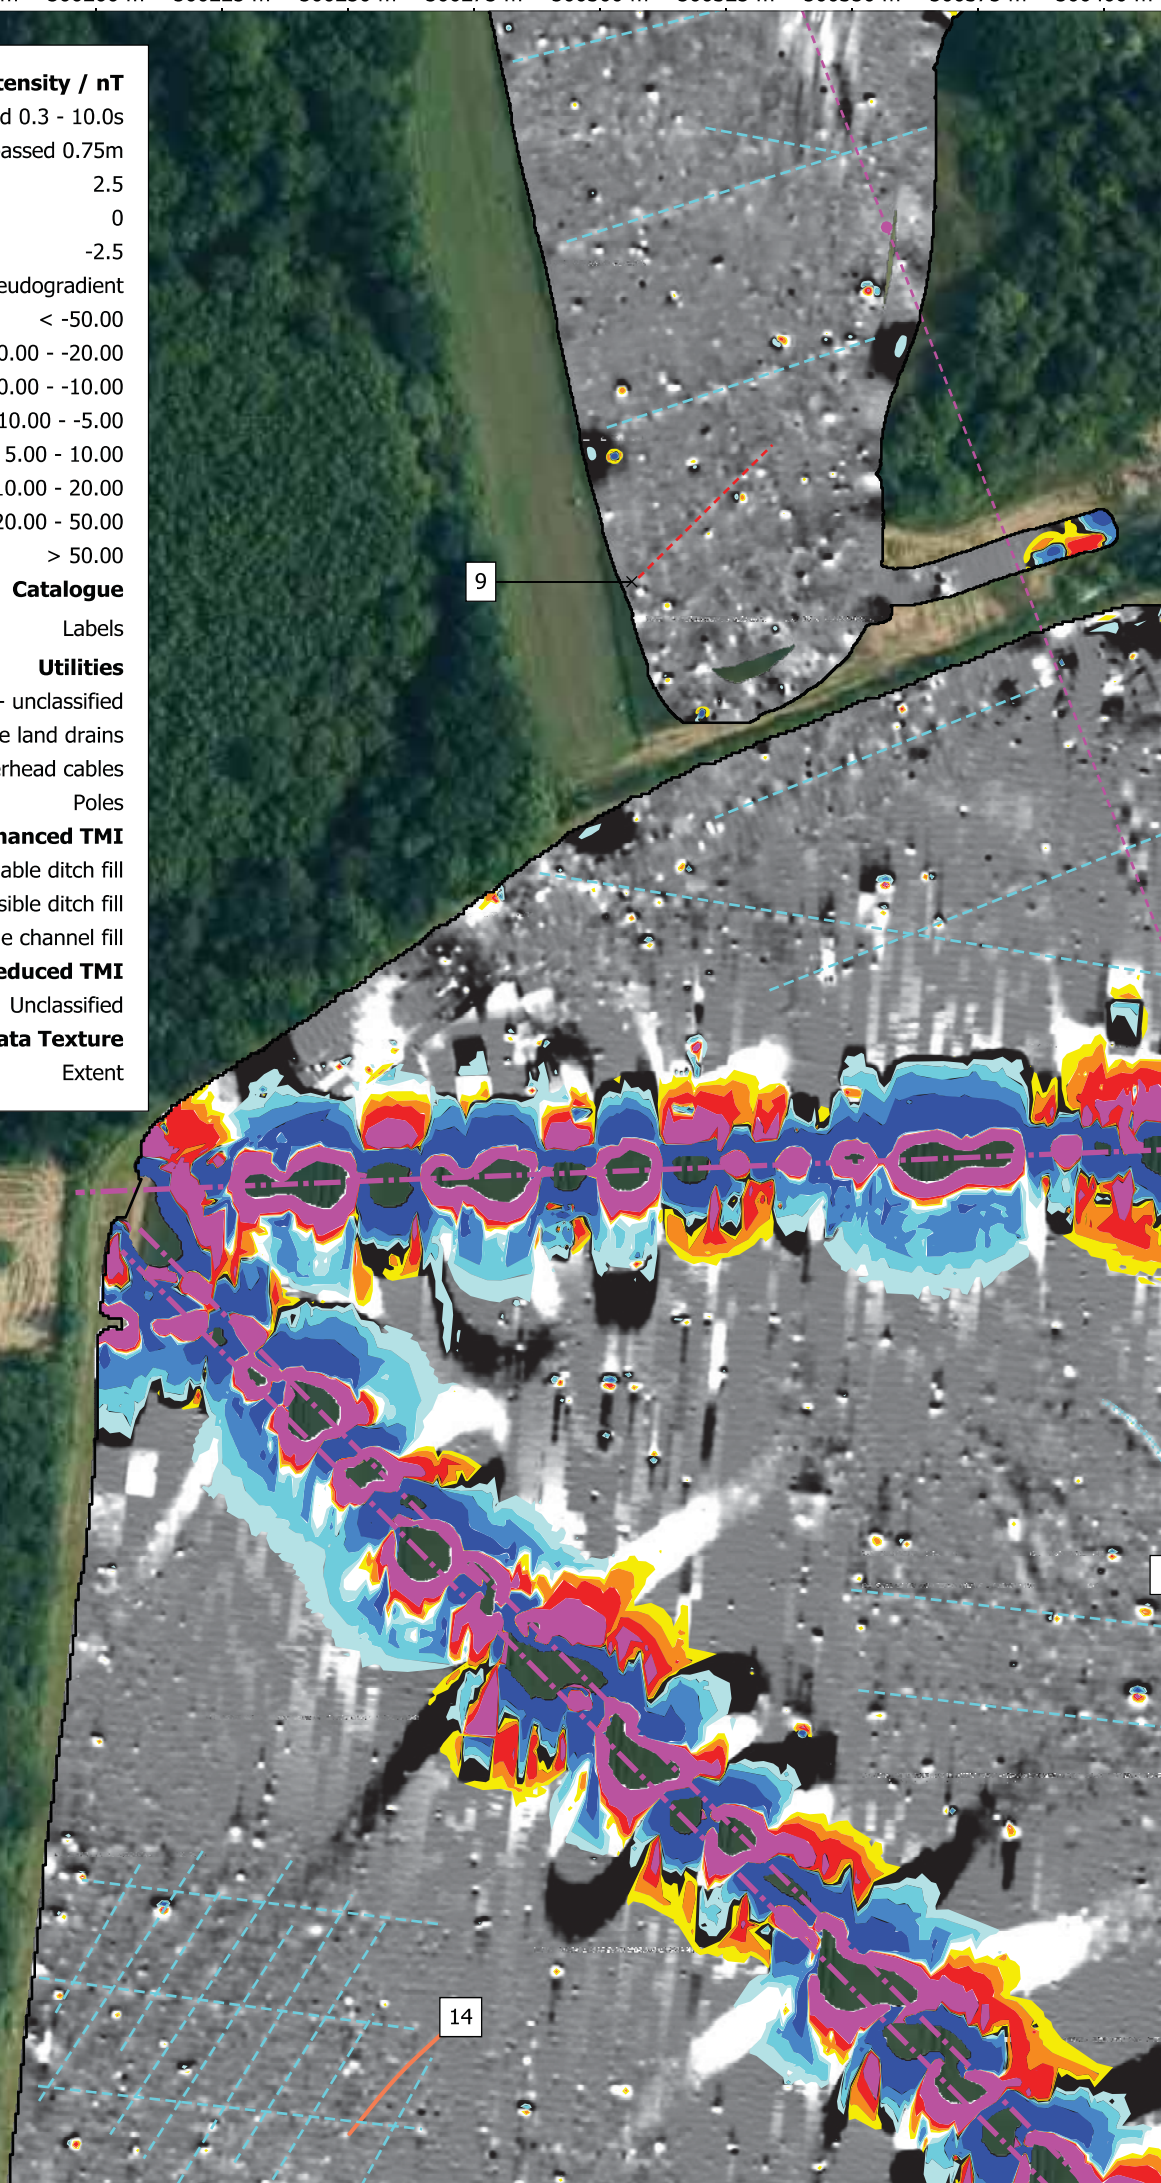 tensity / nT
d 0.3 - 10.0s
assed 0.75m
2.5
0
-2.5
eudogradient
< -50.00
0.00 - -20.00
0.00 - -10.00
10.00 - -5.00
5.00 - 10.00
10.00 - 20.00
20.00 - 50.00
> 50.00
Catalogue
Labels
Utilities
- unclassified
e land drains
erhead cables
Poles
hanced TMI
able ditch fill
sible ditch fill
e channel fill
educed TMI
Unclassified
ata Texture
Extent
9
14